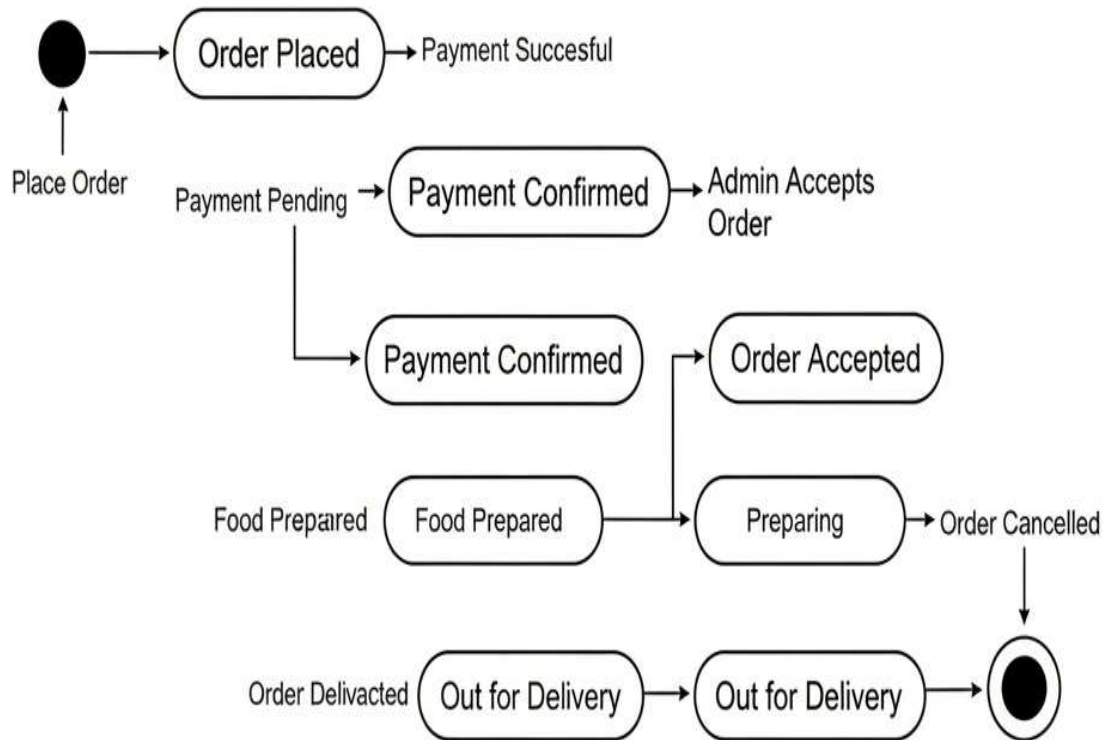 Order Placed
Payment Succesful
Place Order
Payment Pending
Payment Confirmed
Admin Accepts
Order
Payment Confirmed
Order Accepted
Food Prepared
Food Prepared
Preparing
Order Cancelled
Order Delivacted
Out for Delivery
Out for Delivery